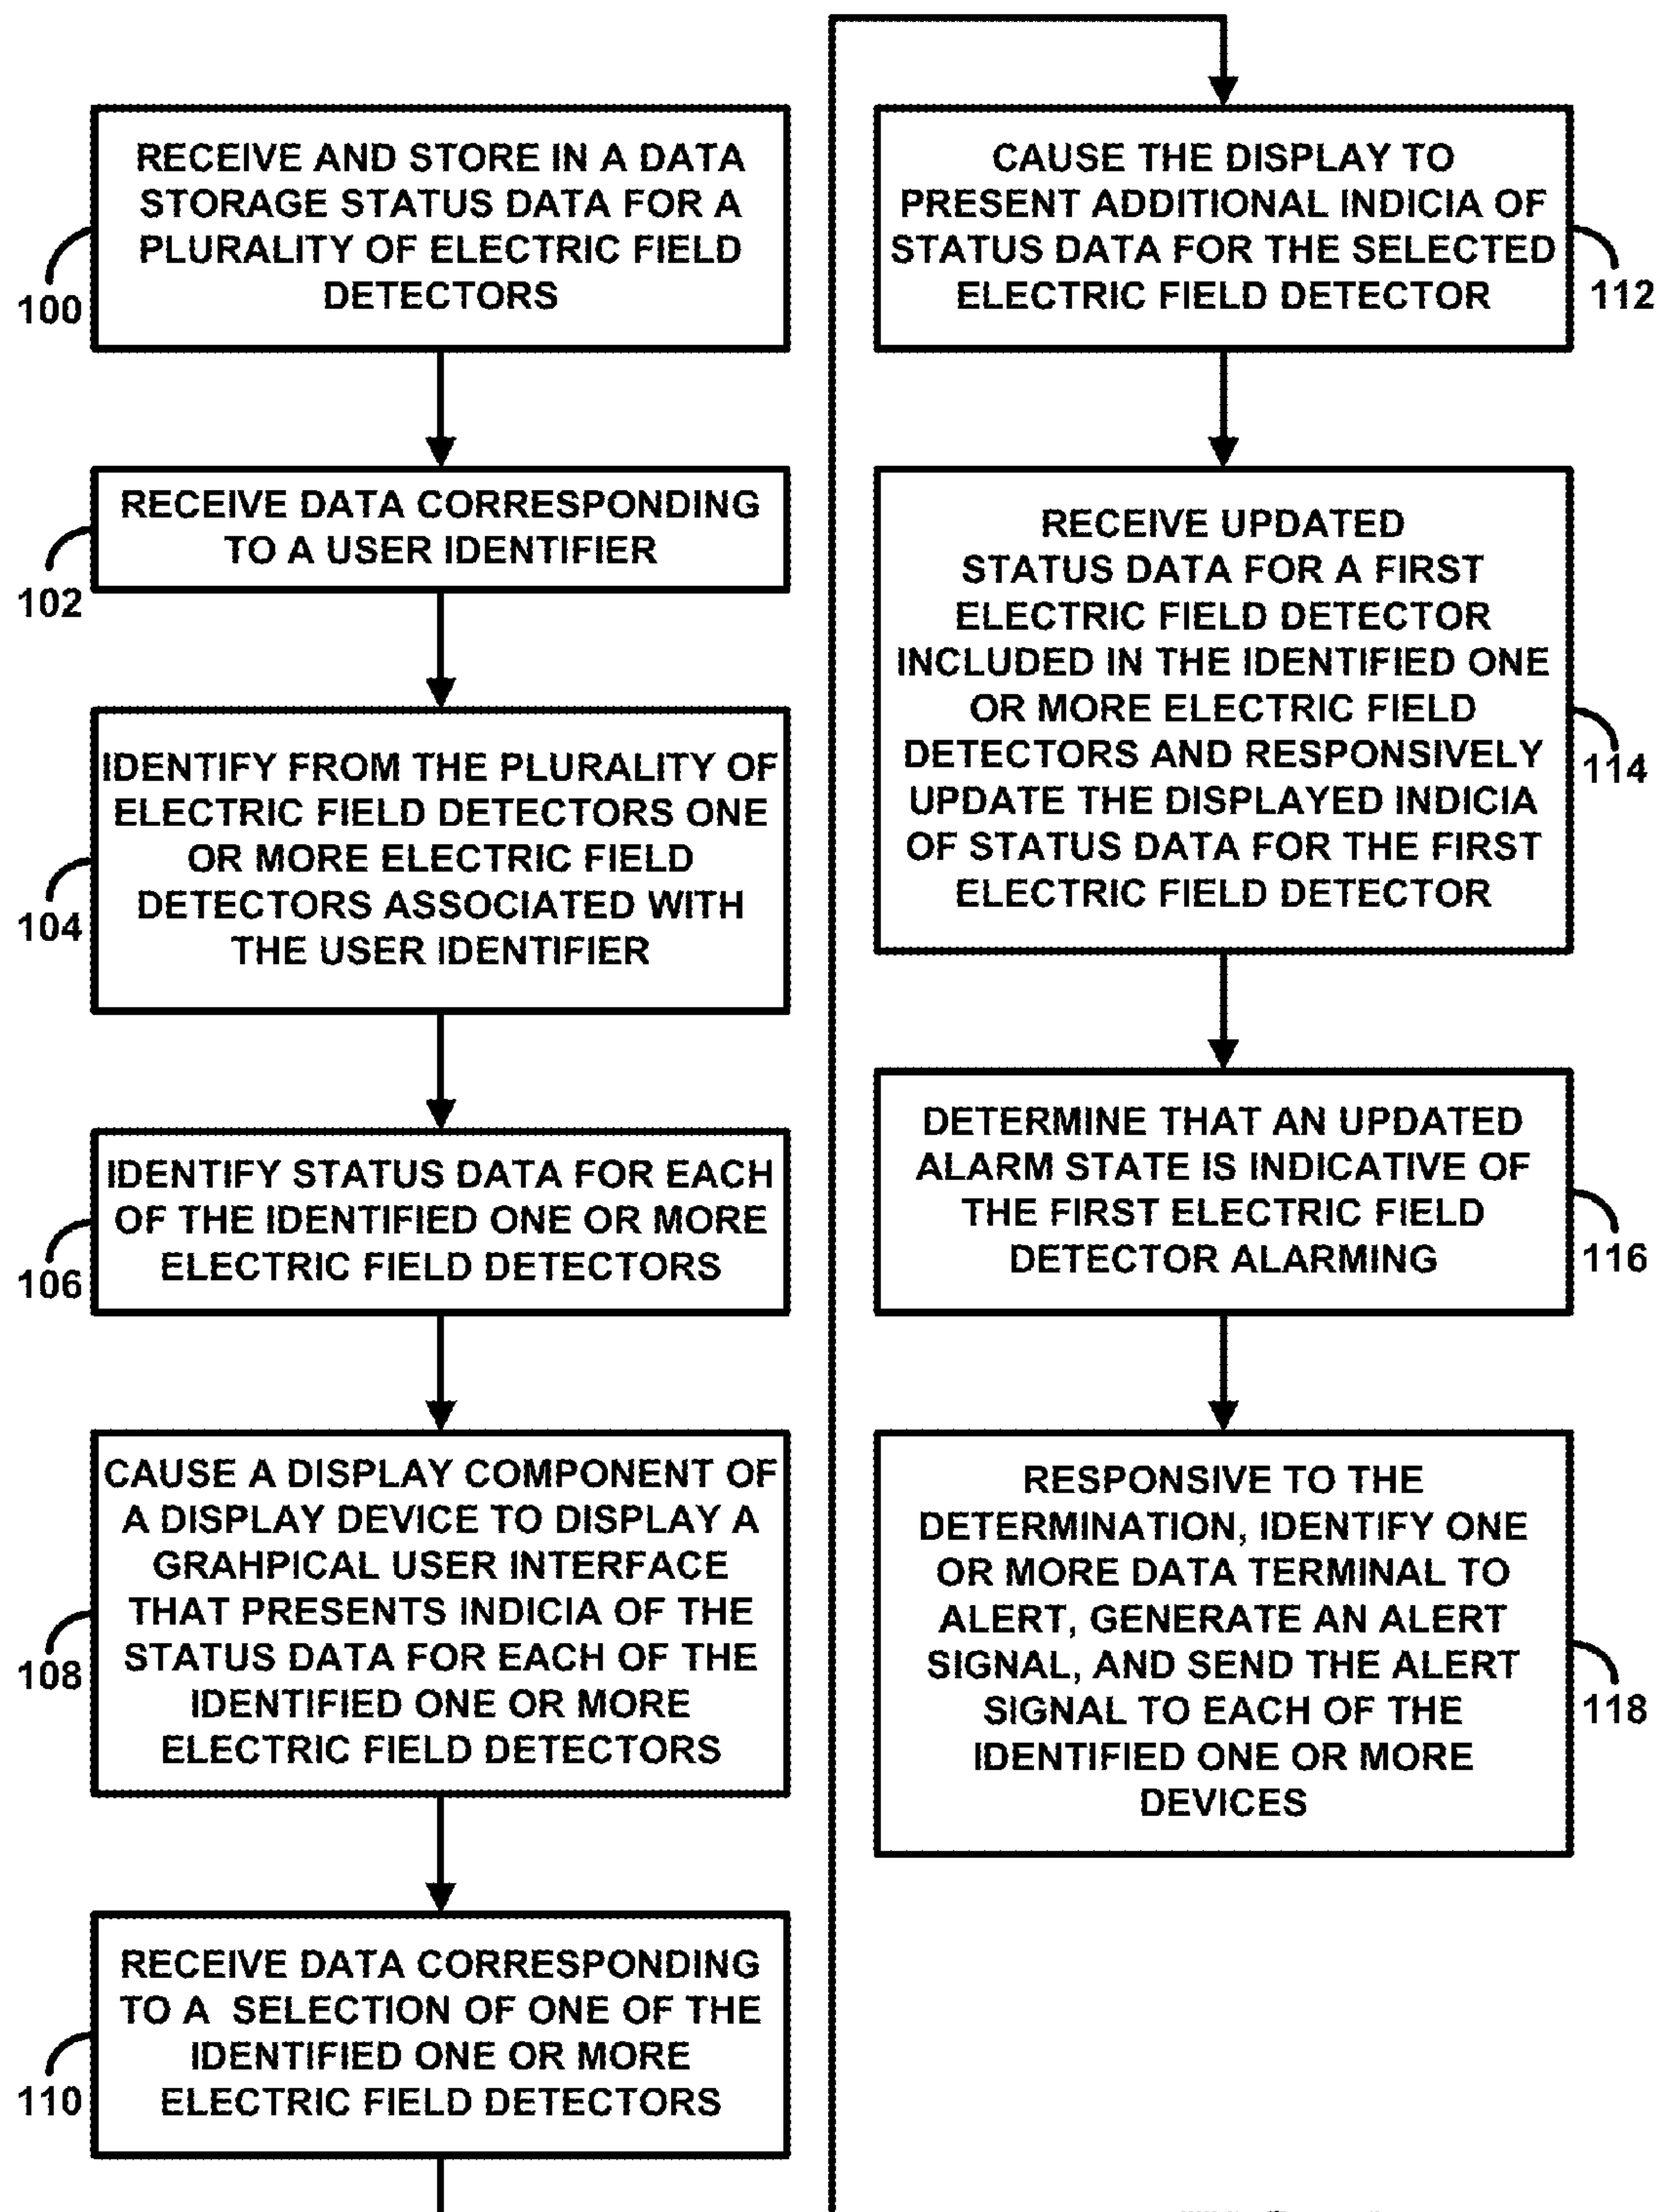 RECEIVE AND STORE IN A DATA
STORAGE STATUS DATA FOR A
PLURALITY OF ELECTRIC FIELD
DETECTORS
100
RECEIVE DATA CORRESPONDING
TO A USER IDENTIFIER
102
IDENTIFY FROM THE PLURALITY OF
ELECTRIC FIELD DETECTORS ONE
OR MORE ELECTRIC FIELD
DETECTORS ASSOCIATED WITH
THE USER IDENTIFIER
104
IDENTIFY STATUS DATA FOR EACH
OF THE IDENTIFIED ONE OR MORE
ELECTRIC FIELD DETECTORS
106
CAUSE A DISPLAY COMPONENT OF
A DISPLAY DEVICE TO DISPLAY A
GRAHPICAL USER INTERFACE
THAT PRESENTS INDICIA OF THE
STATUS DATA FOR EACH OF THE
IDENTIFIED ONE OR MORE
ELECTRIC FIELD DETECTORS
108
RECEIVE DATA CORRESPONDING
TO A SELECTION OF ONE OF THE
IDENTIFIED ONE OR MORE
ELECTRIC FIELD DETECTORS
110
CAUSE THE DISPLAY TO
PRESENT ADDITIONAL INDICIA OF
STATUS DATA FOR THE SELECTED
ELECTRIC FIELD DETECTOR
112
RECEIVE UPDATED
STATUS DATA FOR A FIRST
ELECTRIC FIELD DETECTOR
INCLUDED IN THE IDENTIFIED ONE
OR MORE ELECTRIC FIELD
DETECTORS AND RESPONSIVELY
UPDATE THE DISPLAYED INDICIA
OF STATUS DATA FOR THE FIRST
ELECTRIC FIELD DETECTOR
114
DETERMINE THAT AN UPDATED
ALARM STATE IS INDICATIVE OF
THE FIRST ELECTRIC FIELD
DETECTOR ALARMING
116
RESPONSIVE TO THE
DETERMINATION, IDENTIFY ONE
OR MORE DATA TERMINAL TO
ALERT, GENERATE AN ALERT
SIGNAL, AND SEND THE ALERT
SIGNAL TO EACH OF THE
IDENTIFIED ONE OR MORE
DEVICES
118